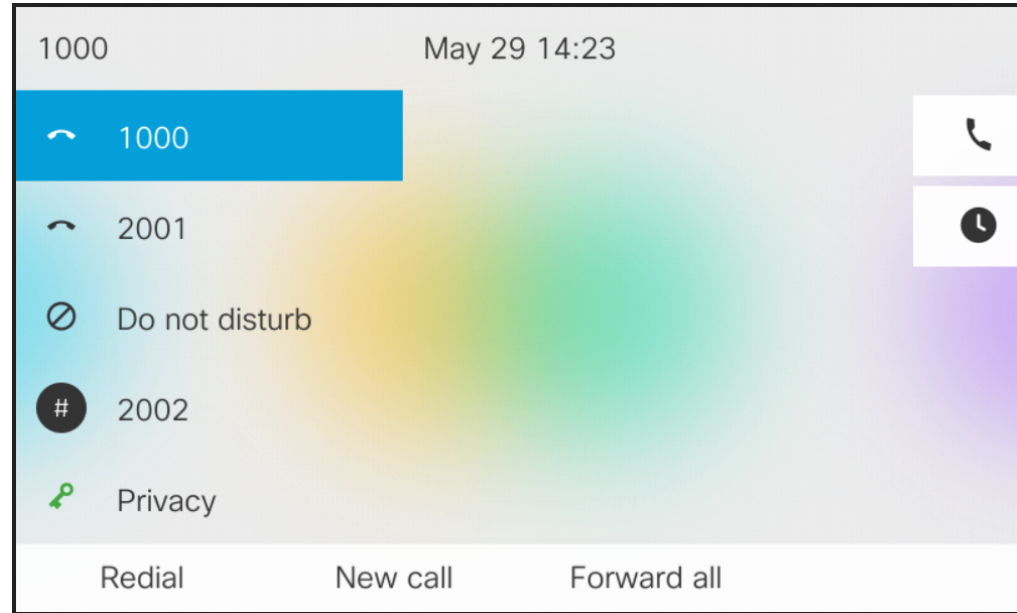 1000 May 29 14:23
1000
2001
Do not disturb
# 2002
Privacy
Redial New call Forward all